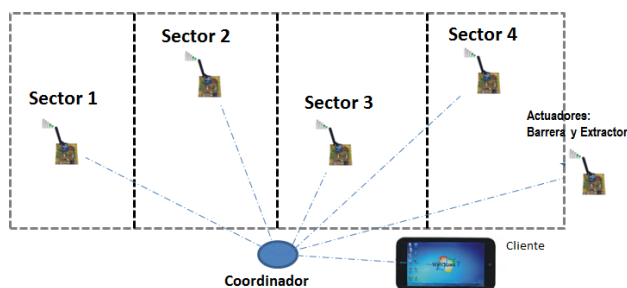 Sector 1
Sector 2
Sector 3
Sector 4
Actuadores:
Barrera y Extractor
Coordinador
Cliente